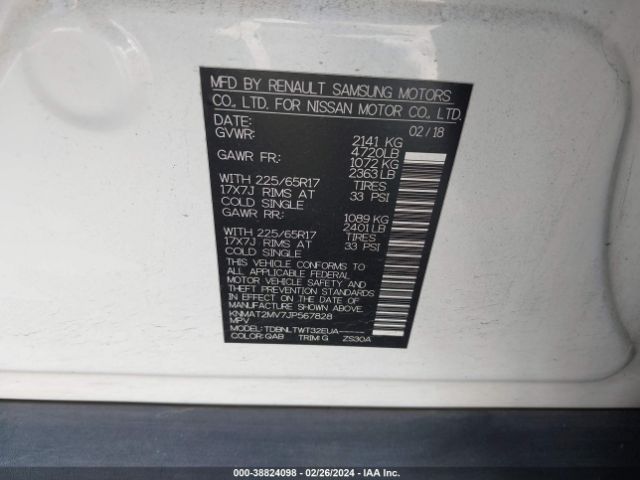 MFD BY RENAULT SAMSUNG MOTORS
CO., LTD. FOR NISSAN MOTOR CO., LTD.
DATE: 02/18
GVWR: 2141 KG
4720LB
GAWR FR: 1072 KG
2363LB
WITH 225/65R17 TIRES
17X7J RIMS AT 33 PSI
COLD SINGLE
GAWR RR: 1089 KG
2401LB
WITH 225/65R17 TIRES
17X7J RIMS AT 33 PSI
COLD SINGLE
THIS VEHICLE CONFORMS TO
ALL APPLICABLE FEDERAL
MOTOR VEHICLE SAFETY AND
THEFT PREVENTION STANDARDS
IN EFFECT ON THE DATE OF
MANUFACTURE SHOWN ABOVE.
KNMAT2MV7JP567828
MPV
MODEL: TDBNLTWT32EUA-----
COLOR: QAB TRIM G ZS30A
000-38824098 - 02/26/2024 - IAA Inc.